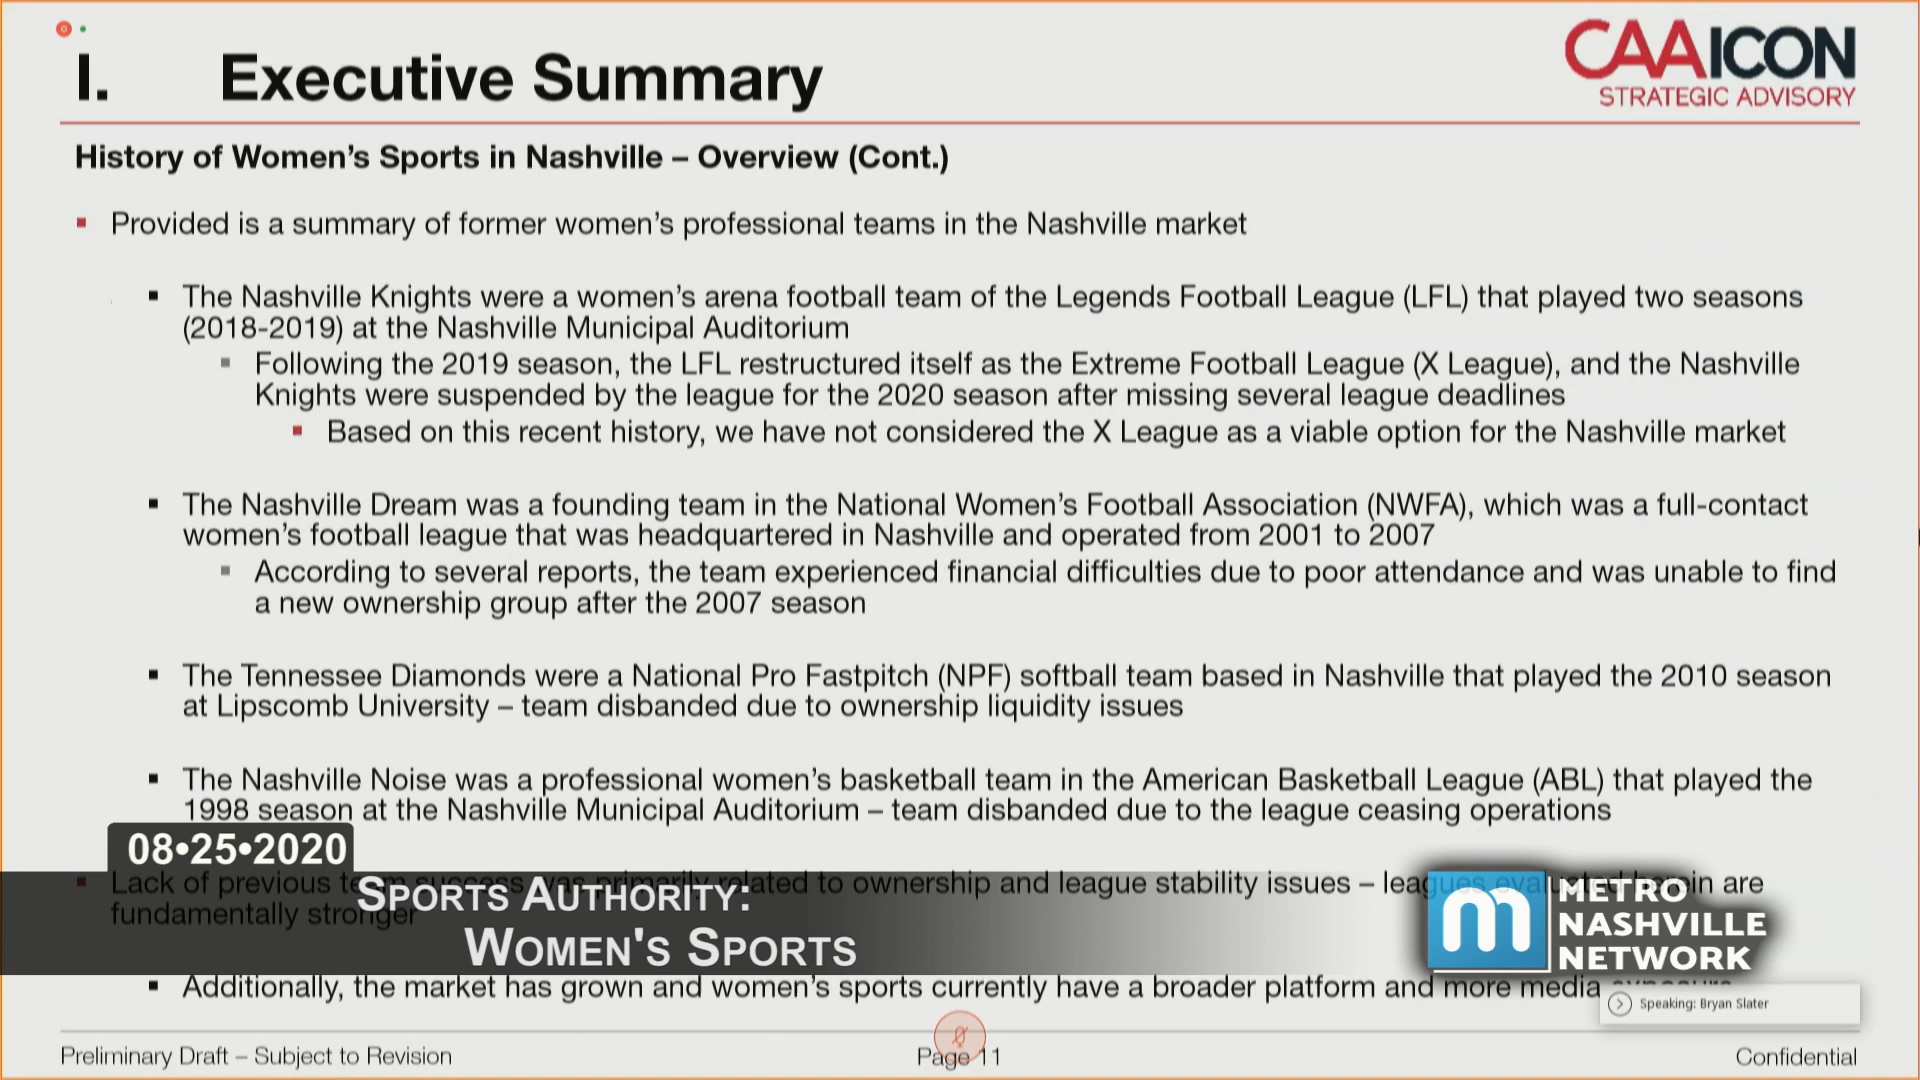 I. Executive Summary
CAAICON
STRATEGIC ADVISORY
History of Women's Sports in Nashville – Overview (Cont.)
▪ Provided is a summary of former women's professional teams in the Nashville market
▪ The Nashville Knights were a women's arena football team of the Legends Football League (LFL) that played two seasons
(2018-2019) at the Nashville Municipal Auditorium
▪ Following the 2019 season, the LFL restructured itself as the Extreme Football League (X League), and the Nashville
Knights were suspended by the league for the 2020 season after missing several league deadlines
▪ Based on this recent history, we have not considered the X League as a viable option for the Nashville market
▪ The Nashville Dream was a founding team in the National Women's Football Association (NWFA), which was a full-contact
women's football league that was headquartered in Nashville and operated from 2001 to 2007
▪ According to several reports, the team experienced financial difficulties due to poor attendance and was unable to find
a new ownership group after the 2007 season
▪ The Tennessee Diamonds were a National Pro Fastpitch (NPF) softball team based in Nashville that played the 2010 season
at Lipscomb University – team disbanded due to ownership liquidity issues
▪ The Nashville Noise was a professional women's basketball team in the American Basketball League (ABL) that played the
1998 season at the Nashville Municipal Auditorium – team disbanded due to the league ceasing operations
08•25•2020
▪ Lack of previous team success was primarily related to ownership and league stability issues – leagues evaluated herein are
fundamentally stronger
Sports Authority:
Women's Sports
m METRO
NASHVILLE
NETWORK
▪ Additionally, the market has grown and women's sports currently have a broader platform and more media
Speaking: Bryan Slater
Preliminary Draft – Subject to Revision
Page 11
Confidential